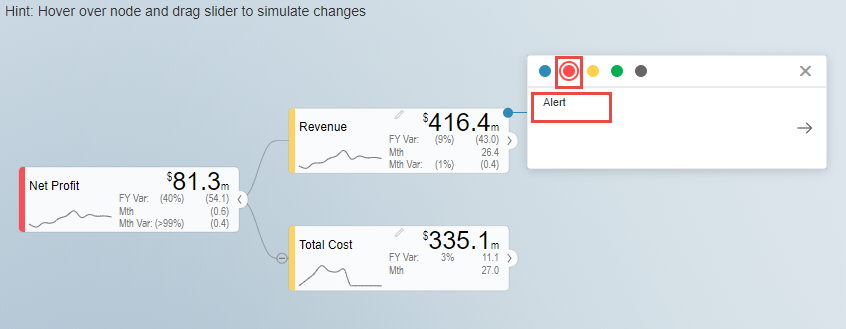 Hint: Hover over node and drag slider to simulate changes
Alert
Revenue
$416.4m
FY Var: (9%) (43.0)
Mth 26.4
Mth Var: (1%) (0.4)
Net Profit
$81.3m
FY Var: (40%) (54.1)
Mth (0.6)
Mth Var: (>99%) (0.4)
Total Cost
$335.1m
FY Var: 3% 11.1
Mth 27.0